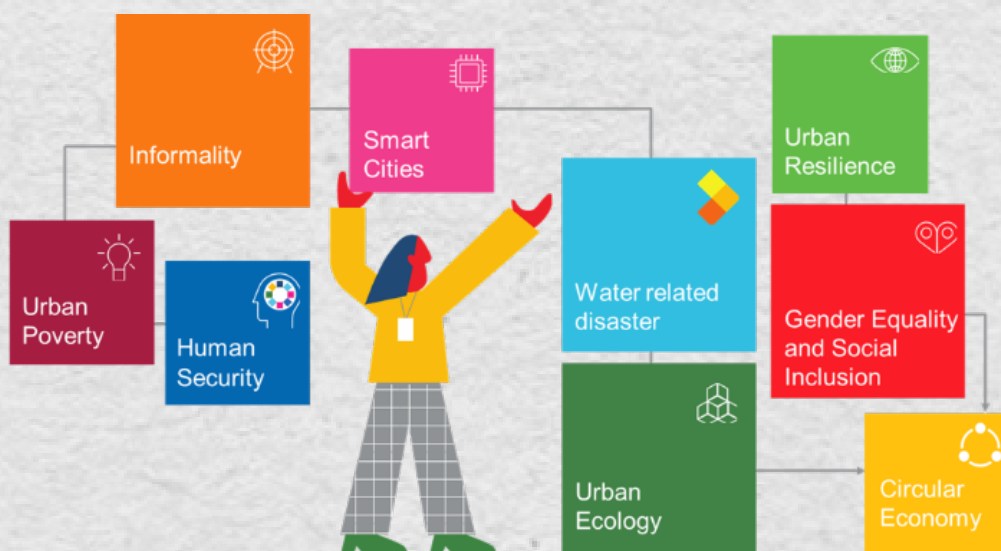 Informality
Smart
Cities
Urban
Resilience
Urban
Poverty
Human
Security
Water related
disaster
Gender Equality
and Social
Inclusion
Urban
Ecology
Circular
Economy